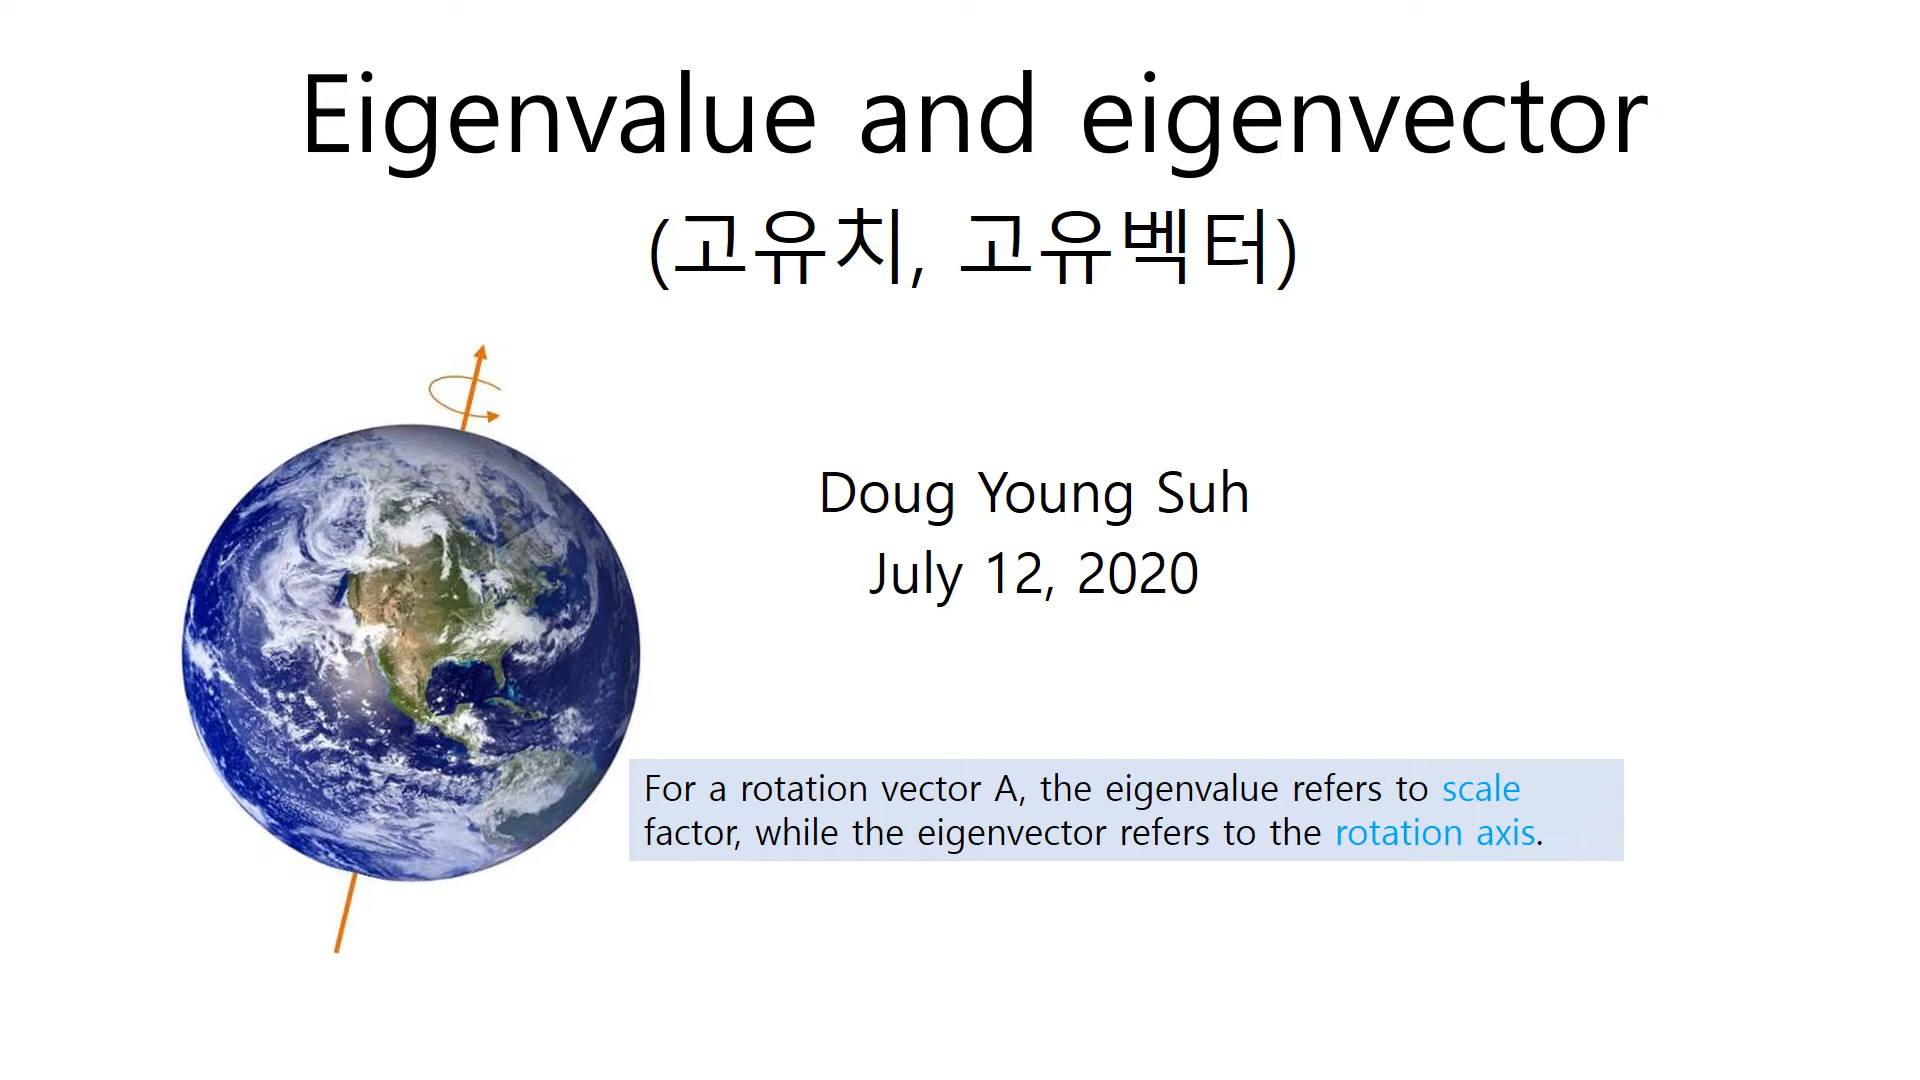 Eigenvalue and eigenvector
(고유치, 고유벡터)
Doug Young Suh
July 12, 2020
For a rotation vector A, the eigenvalue refers to scale
factor, while the eigenvector refers to the rotation axis.